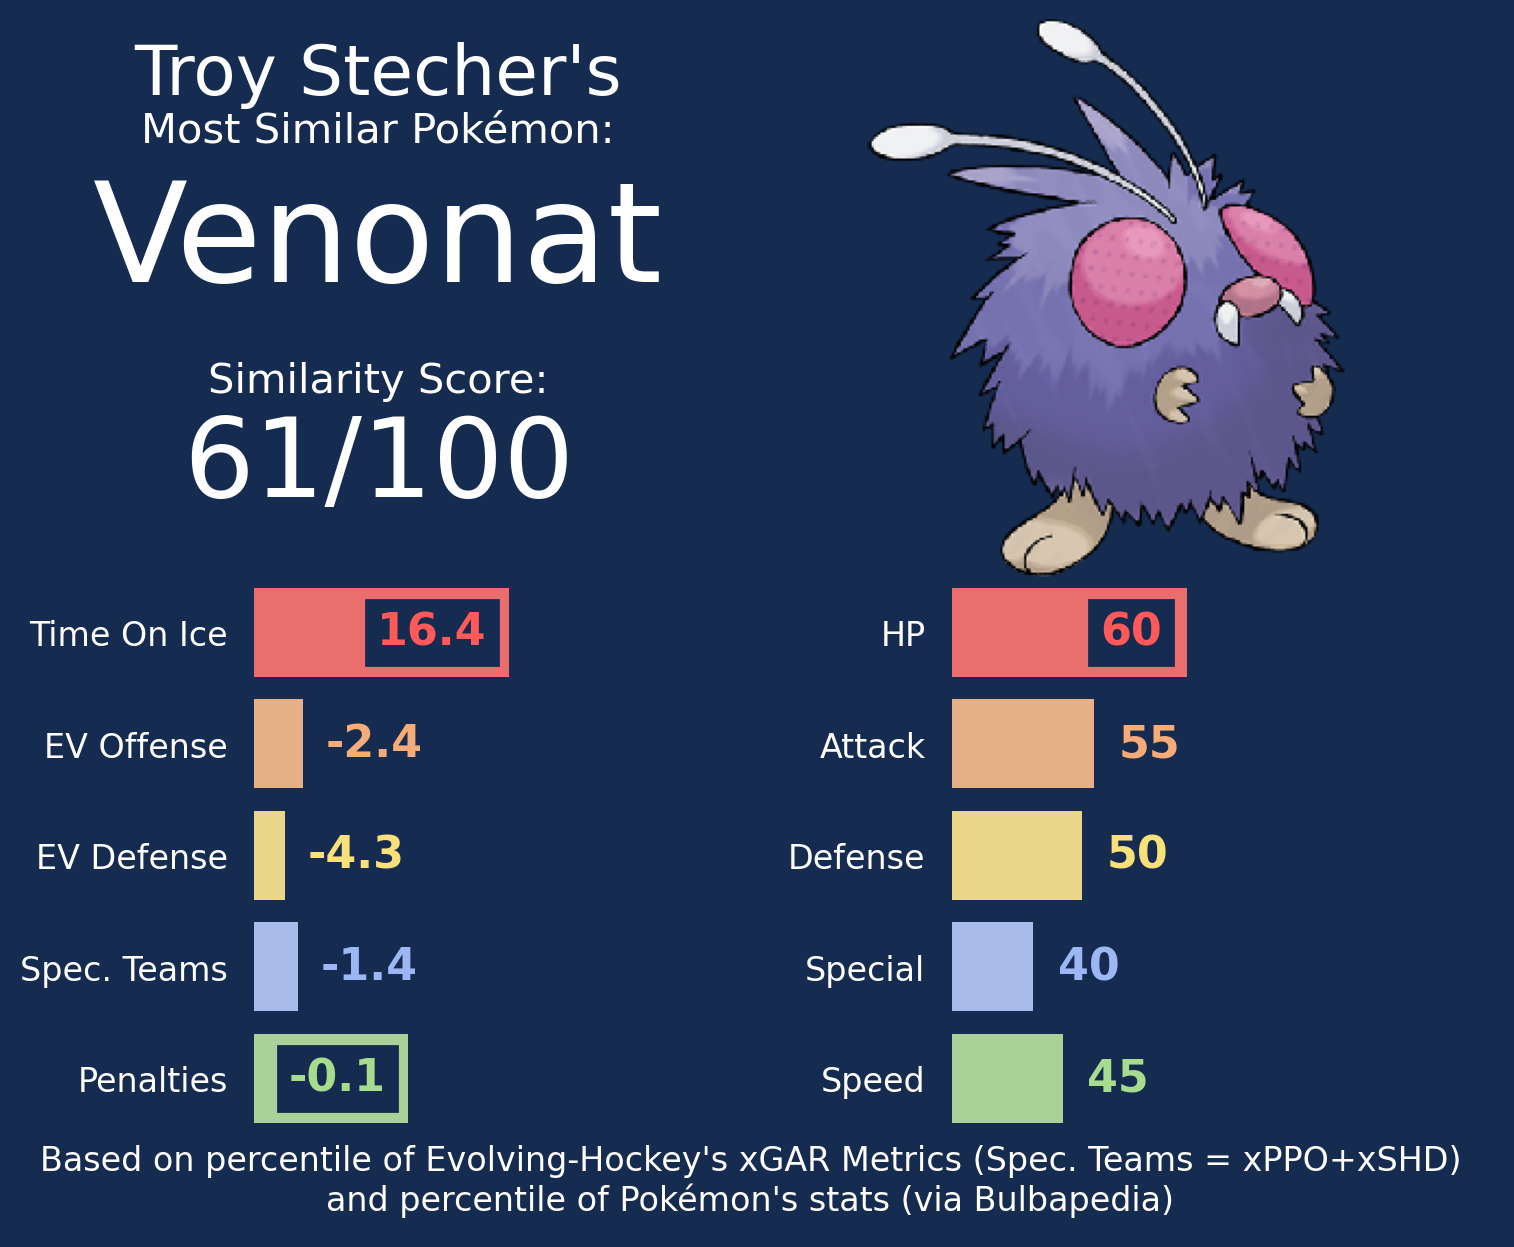 Troy Stecher's
Most Similar Pokémon:
Venonat
Similarity Score:
61/100
Time On Ice 16.4
EV Offense -2.4
EV Defense -4.3
Spec. Teams -1.4
Penalties -0.1
HP 60
Attack 55
Defense 50
Special 40
Speed 45
Based on percentile of Evolving-Hockey's xGAR Metrics (Spec. Teams = xPPO+xSHD)
and percentile of Pokémon's stats (via Bulbapedia)